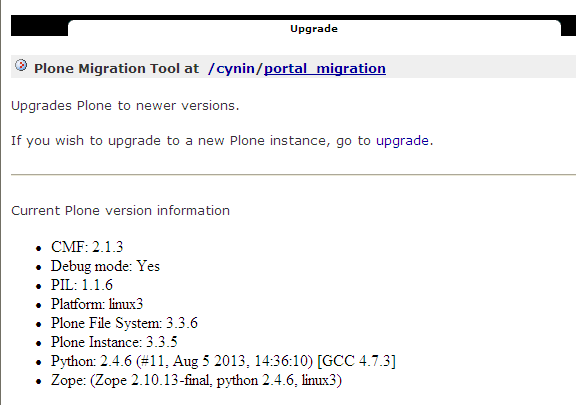 Upgrade
Plone Migration Tool at /cynin/portal_migration
Upgrades Plone to newer versions.
If you wish to upgrade to a new Plone instance, go to upgrade.
Current Plone version information
CMF: 2.1.3
Debug mode: Yes
PIL: 1.1.6
Platform: linux3
Plone File System: 3.3.6
Plone Instance: 3.3.5
Python: 2.4.6 (#11, Aug 5 2013, 14:36:10) [GCC 4.7.3]
Zope: (Zope 2.10.13-final, python 2.4.6, linux3)